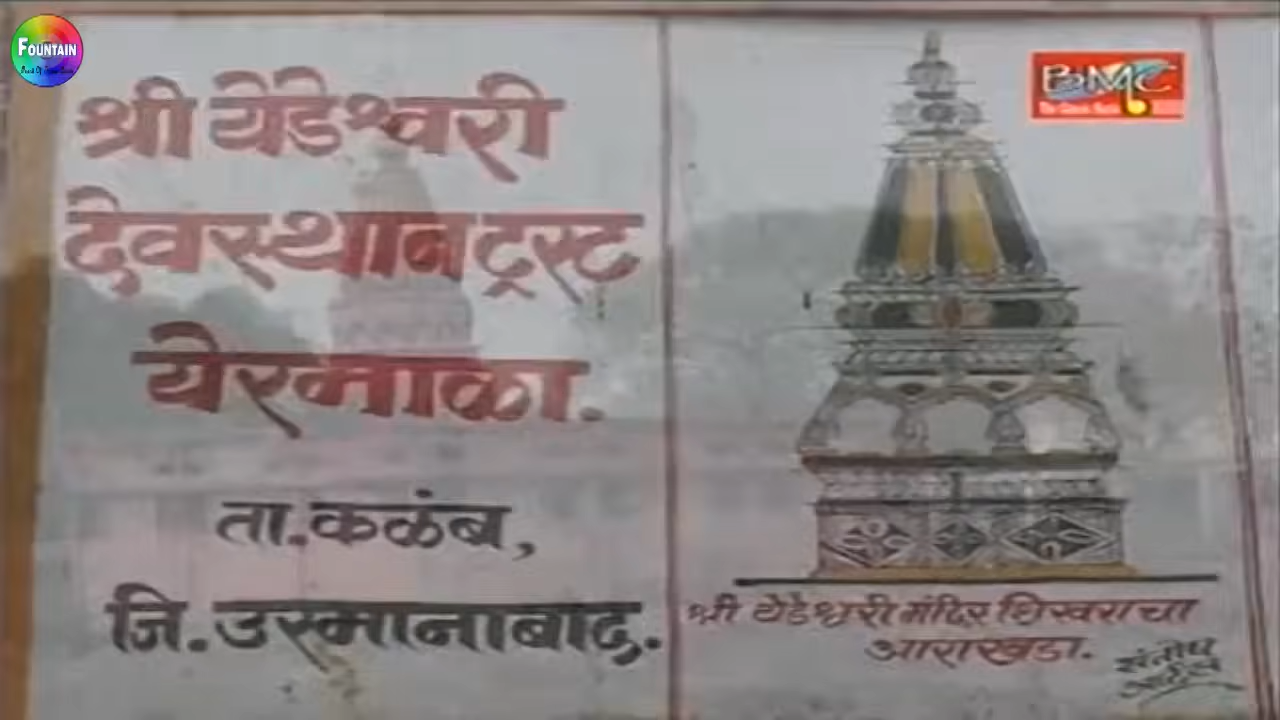 FOUNTAIN
श्री येडेश्वरी
देवस्थान ट्रस्ट
येरमाळा.
ता.कळंब,
जि.उस्मानाबाद.
BMC
श्री येडेश्वरी मंदिर शिखराचा
आराखडा.
संतोष